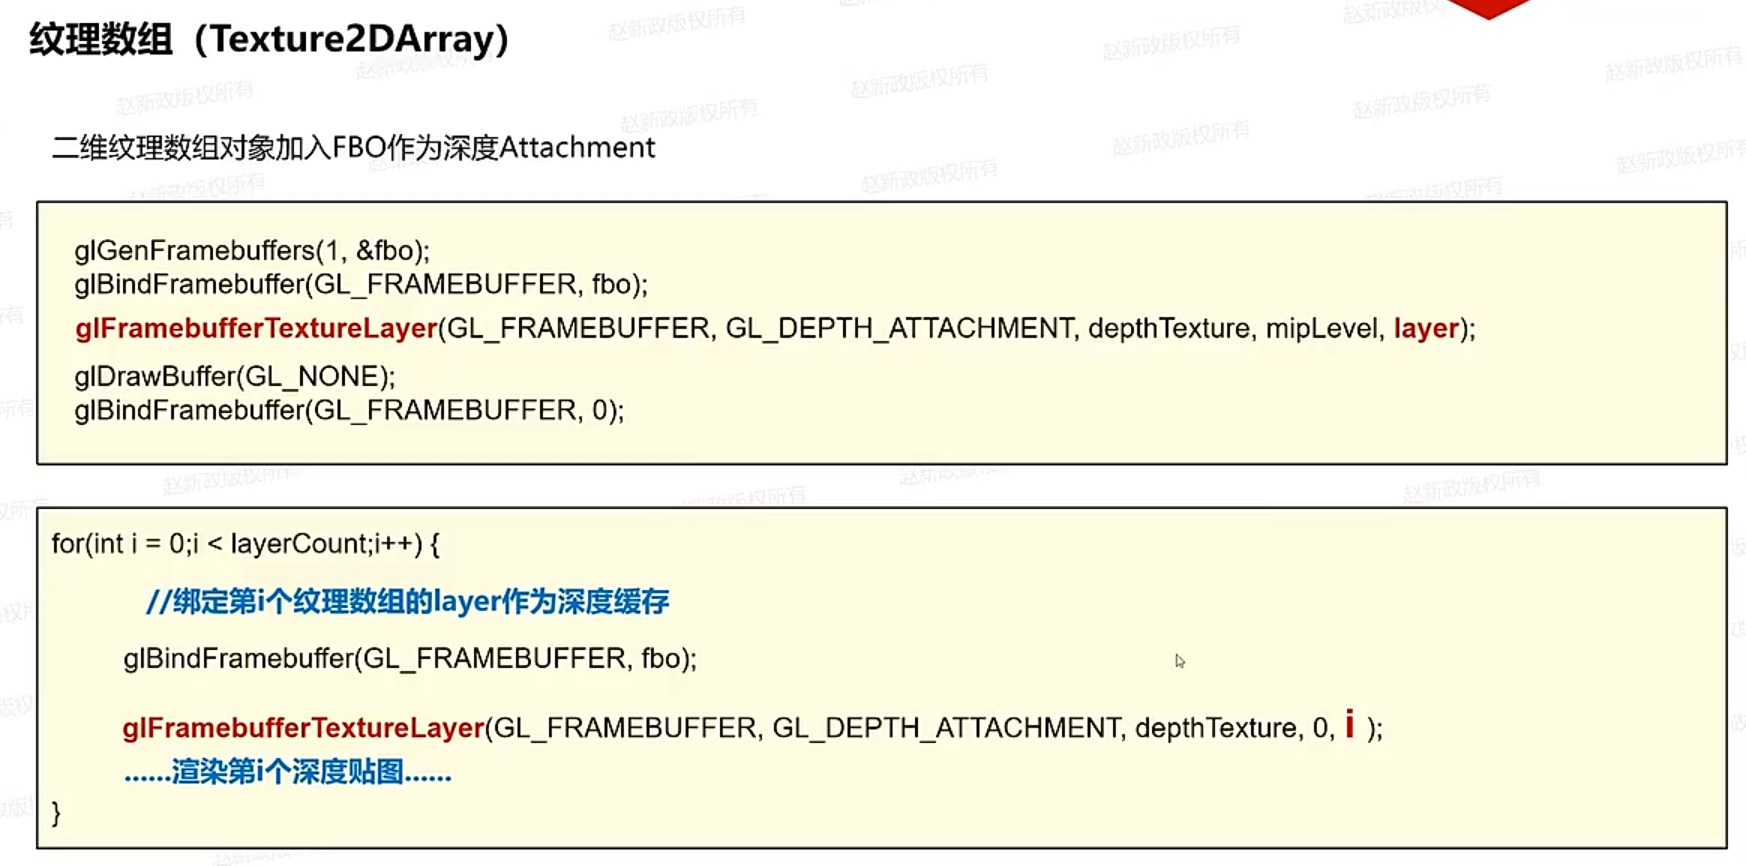 纹理数组（Texture2DArray）
二维纹理数组对象加入FBO作为深度Attachment
glGenFramebuffers(1, &fbo);
glBindFramebuffer(GL_FRAMEBUFFER, fbo);
glFramebufferTextureLayer(GL_FRAMEBUFFER, GL_DEPTH_ATTACHMENT, depthTexture, mipLevel, layer);
glDrawBuffer(GL_NONE);
glBindFramebuffer(GL_FRAMEBUFFER, 0);
for(int i = 0;i < layerCount;i++) {
//绑定第i个纹理数组的layer作为深度缓存
glBindFramebuffer(GL_FRAMEBUFFER, fbo);
glFramebufferTextureLayer(GL_FRAMEBUFFER, GL_DEPTH_ATTACHMENT, depthTexture, 0, i );
......渲染第i个深度贴图......
}
赵新政版权所有